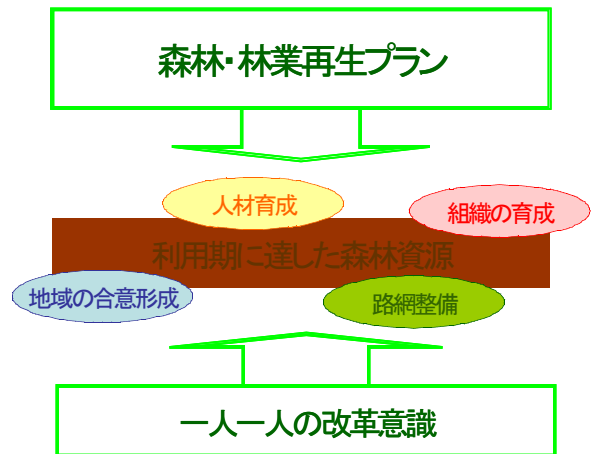 森林・林業再生プラン
人材育成
組織の育成
利用期に達した森林資源
地域の合意形成
路網整備
一人一人の改革意識